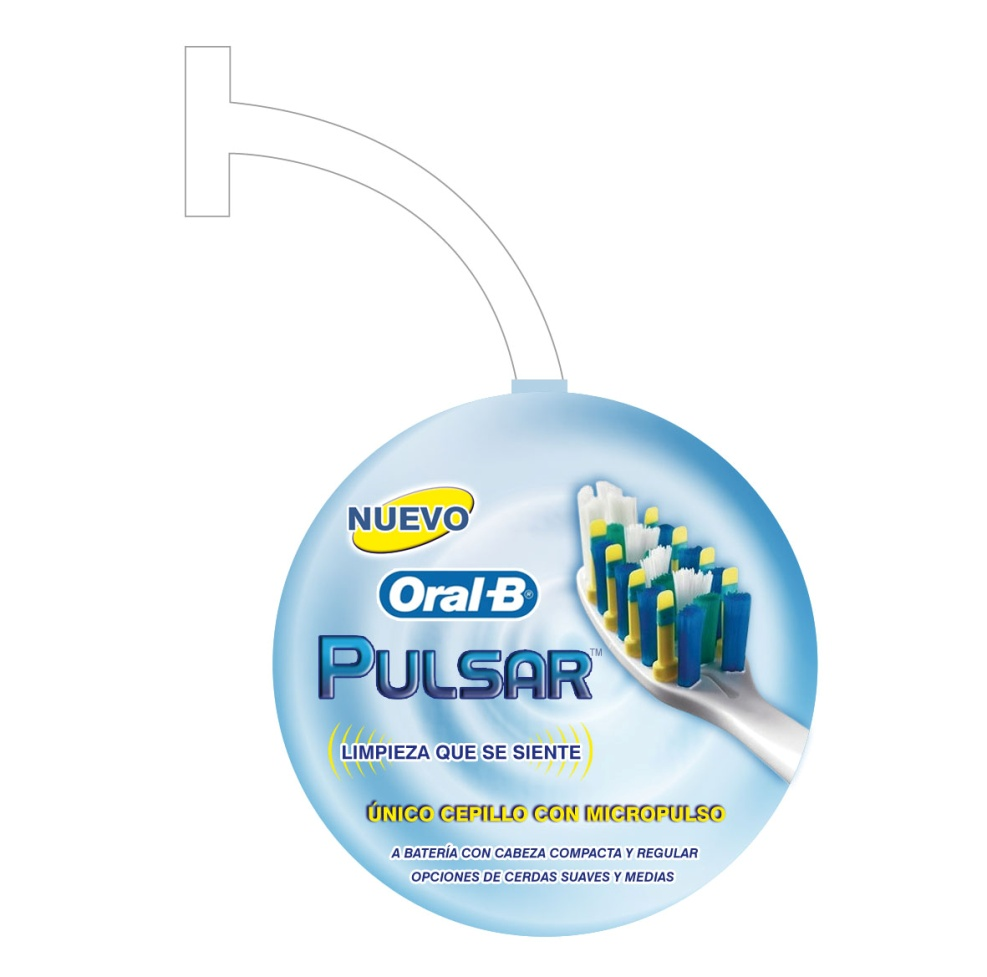 NUEVO
Oral-B®
PULSAR™
LIMPIEZA QUE SE SIENTE
ÚNICO CEPILLO CON MICROPULSO
A BATERÍA CON CABEZA COMPACTA Y REGULAR
OPCIONES DE CERDAS SUAVES Y MEDIAS